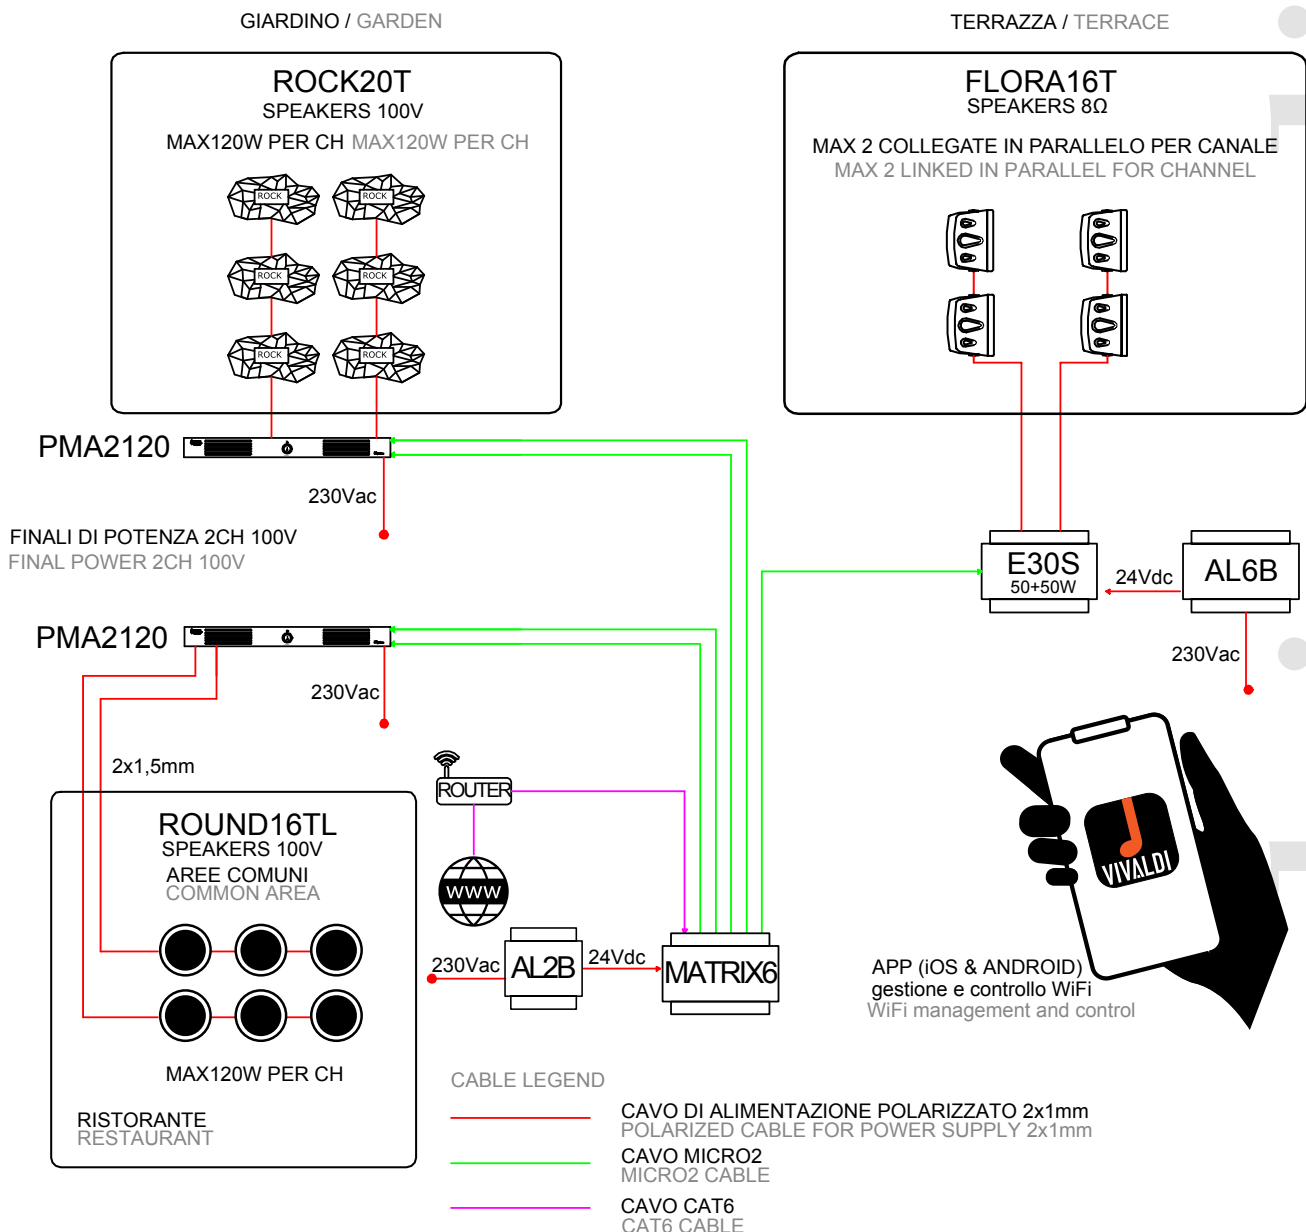 GIARDINO / GARDEN
TERRAZZA / TERRACE
ROCK20T
SPEAKERS 100V
MAX120W PER CH MAX120W PER CH
ROCK ROCK
ROCK ROCK
ROCK ROCK
FLORA16T
SPEAKERS 8Ω
MAX 2 COLLEGATE IN PARALLELO PER CANALE
MAX 2 LINKED IN PARALLEL FOR CHANNEL
PMA2120
230Vac
FINALI DI POTENZA 2CH 100V
FINAL POWER 2CH 100V
E30S
50+50W
24Vdc
AL6B
230Vac
PMA2120
230Vac
2x1,5mm
ROUTER
WWW
ROUND16TL
SPEAKERS 100V
AREE COMUNI
COMMON AREA
MAX120W PER CH
RISTORANTE
RESTAURANT
230Vac
AL2B
24Vdc
MATRIX6
VIVALDI
APP (iOS & ANDROID)
gestione e controllo WiFi
WiFi management and control
CABLE LEGEND
CAVO DI ALIMENTAZIONE POLARIZZATO 2x1mm
POLARIZED CABLE FOR POWER SUPPLY 2x1mm
CAVO MICRO2
MICRO2 CABLE
CAVO CAT6
CAT6 CABLE